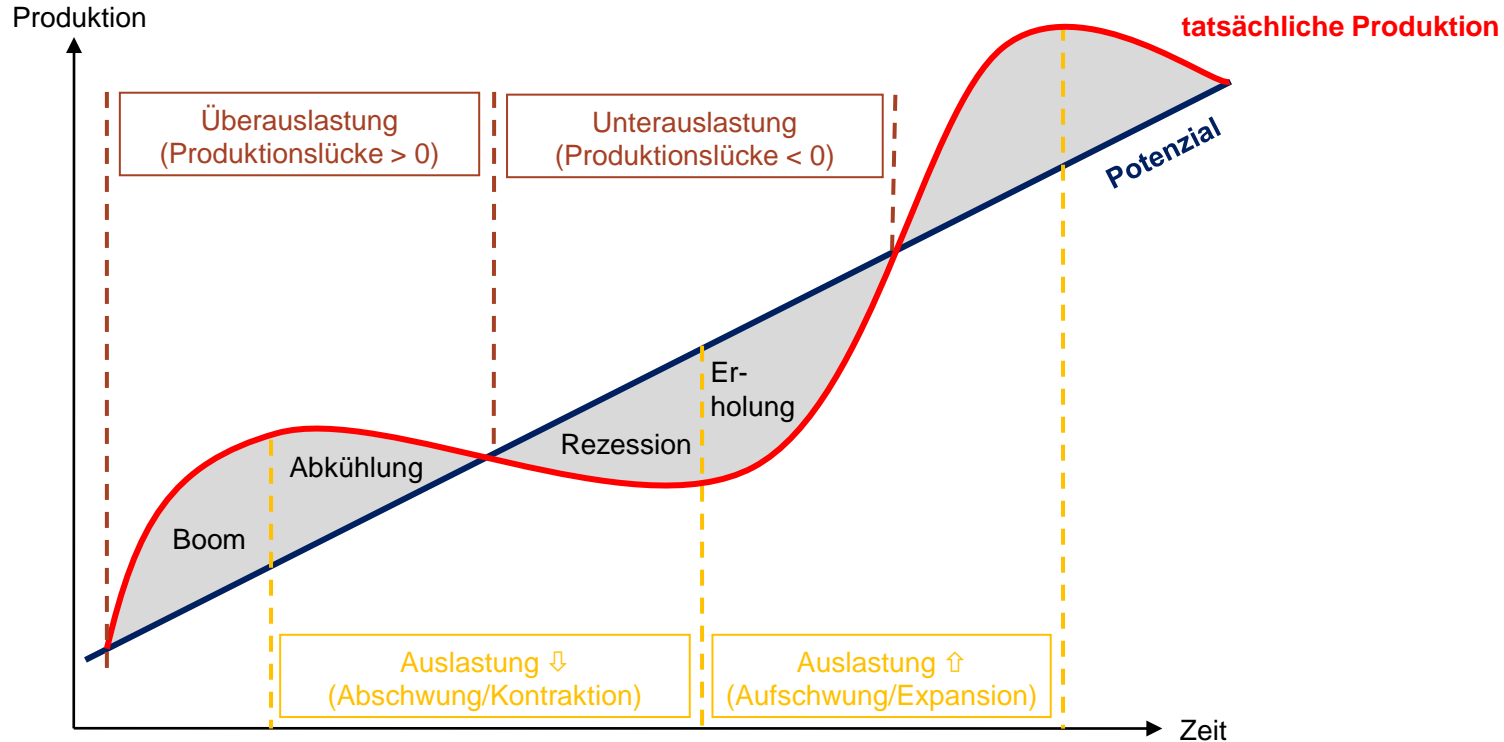 Produktion
tatsächliche Produktion
Überauslastung
(Produktionslücke > 0)
Unterauslastung
(Produktionslücke < 0)
Potenzial
Er-
holung
Rezession
Abkühlung
Boom
Auslastung ⇩
(Abschwung/Kontraktion)
Auslastung ⇧
(Aufschwung/Expansion)
Zeit